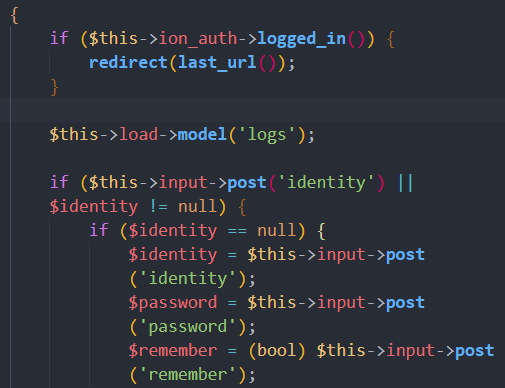 {
if ($this->ion_auth->logged_in()) {
redirect(last_url());
}
$this->load->model('logs');
if ($this->input->post('identity') ||
$identity != null) {
if ($identity == null) {
$identity = $this->input->post
('identity');
$password = $this->input->post
('password');
$remember = (bool) $this->input->post
('remember');